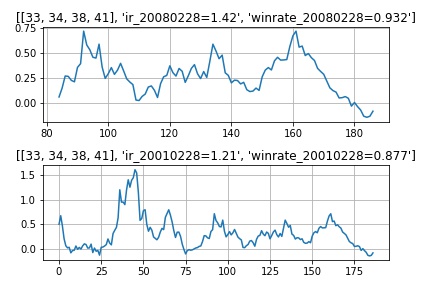 [[33, 34, 38, 41], 'ir_20080228=1.42', 'winrate_20080228=0.932']
0.75
0.50
0.25
0.00
80 100 120 140 160 180
[[33, 34, 38, 41], 'ir_20010228=1.21', 'winrate_20010228=0.877']
1.5
1.0
0.5
0.0
0 25 50 75 100 125 150 175